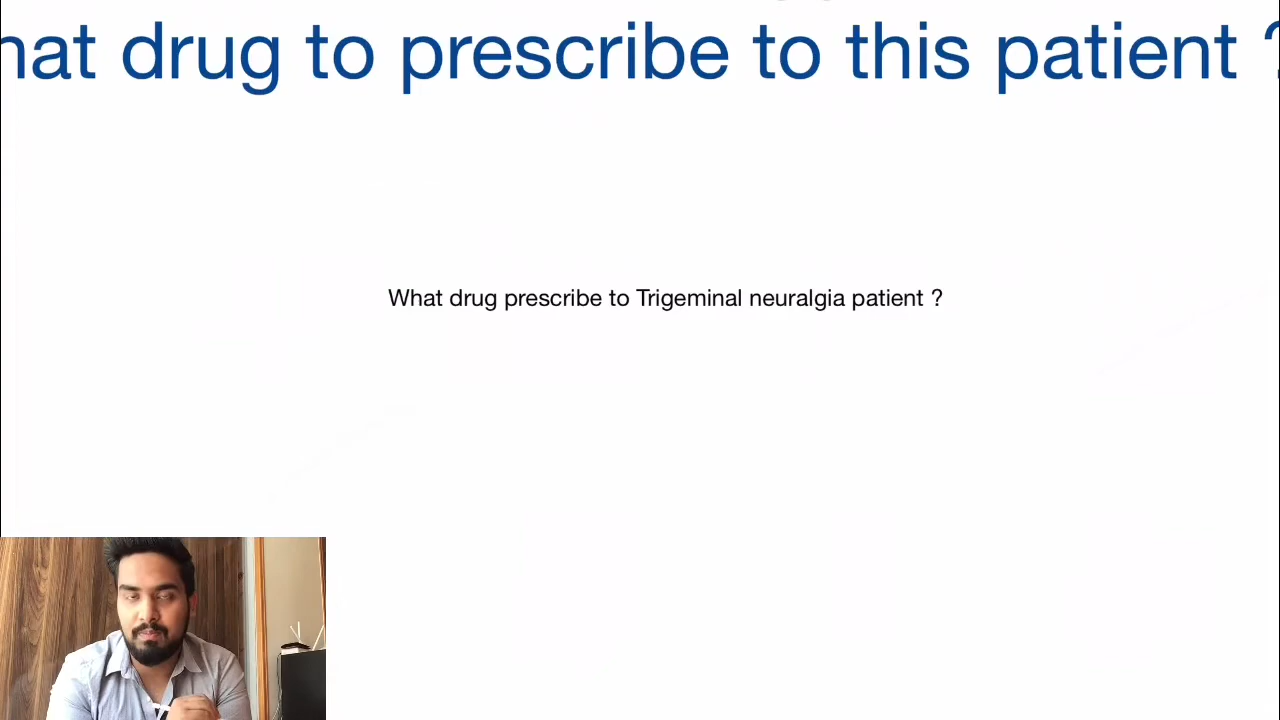 hat drug to prescribe to this patient ?
What drug prescribe to Trigeminal neuralgia patient ?